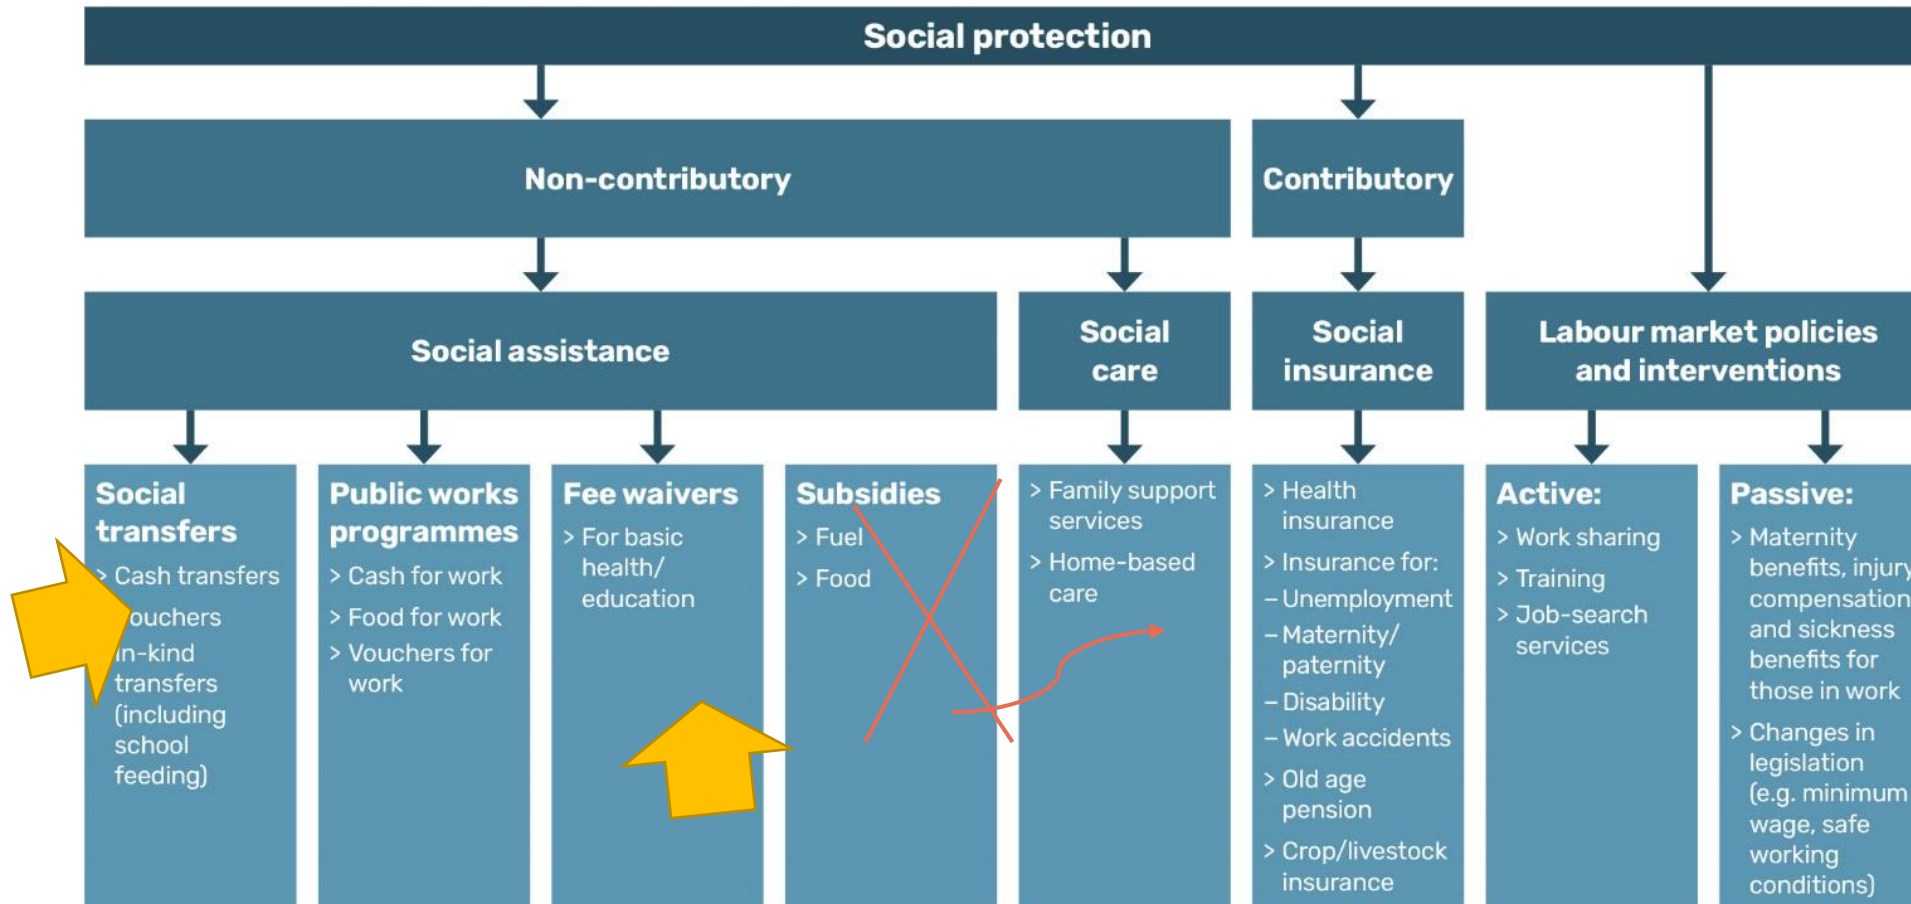 Social protection
Non-contributory
Contributory
Social assistance
Social
care
Social
insurance
Labour market policies
and interventions
Social
transfers
> Cash transfers
ouchers
In-kind
transfers
(including
school
feeding)
Public works
programmes
> Cash for work
> Food for work
> Vouchers for
work
Fee waivers
> For basic
health/
education
Subsidies
> Fuel
> Food
> Family support
services
> Home-based
care
> Health
insurance
> Insurance for:
– Unemployment
– Maternity/
paternity
– Disability
– Work accidents
> Old age
pension
> Crop/livestock
insurance
Active:
> Work sharing
> Training
> Job-search
services
Passive:
> Maternity
benefits, injury
compensation
and sickness
benefits for
those in work
> Changes in
legislation
(e.g. minimum
wage, safe
working
conditions)